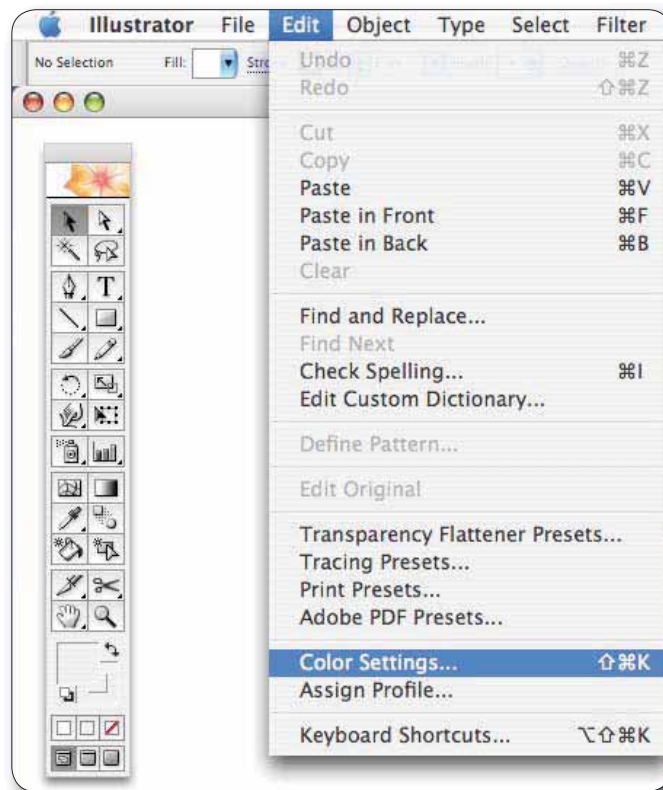 Illustrator File Edit Object Type Select Filter
No Selection Fill: Stro
Undo ⌘Z
Redo ⇧⌘Z
Cut ⌘X
Copy ⌘C
Paste ⌘V
Paste in Front ⌘F
Paste in Back ⌘B
Clear
Find and Replace...
Find Next
Check Spelling... ⌘I
Edit Custom Dictionary...
Define Pattern...
Edit Original
Transparency Flattener Presets...
Tracing Presets...
Print Presets...
Adobe PDF Presets...
Color Settings... ⇧⌘K
Assign Profile...
Keyboard Shortcuts... ⌥⇧⌘K
T